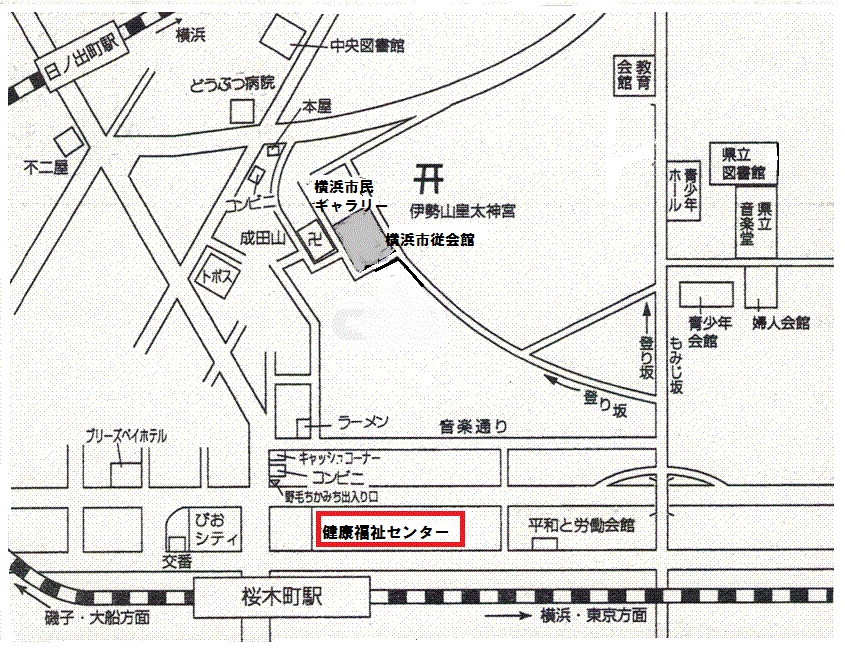 横浜
中央図書館
日ノ出町駅
どうぶつ病院
本屋
教育
会館
不二屋
コンビニ
横浜市民
ギャラリー
伊勢山皇太神宮
県立
図書館
青少年
ホール
県立
音楽堂
成田山
卍
横浜市従会館
トポス
青少年
会館
婦人会館
登り坂
もみじ坂
登り坂
ラーメン
音楽通り
ブリーズベイホテル
キャッシュコーナー
コンビニ
野毛ちかみち出入り口
ぴお
シティ
健康福祉センター
平和と労働会館
交番
桜木町駅
磯子・大船方面
横浜・東京方面